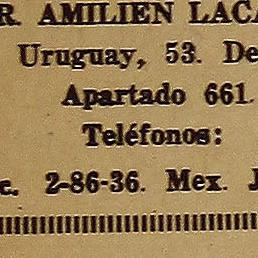 R. AMILIEN LACA
Uruguay, 53. De
Apartado 661.
Teléfonos:
c. 2-86-36. Mex. J